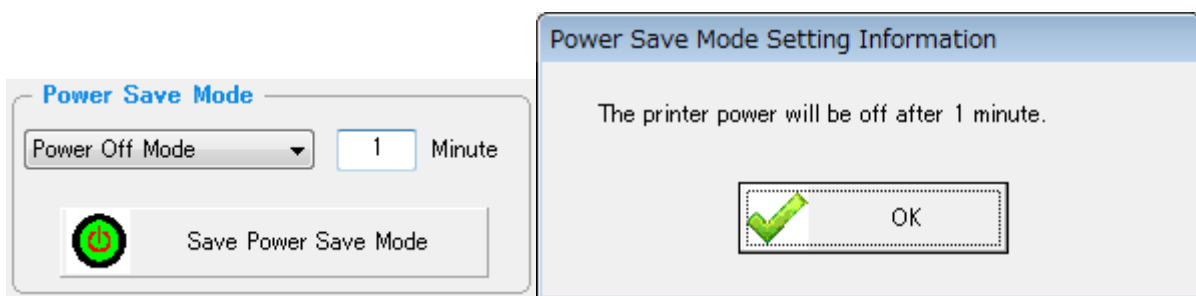 Power Save Mode
Power Off Mode
1
Minute
Save Power Save Mode
Power Save Mode Setting Information
The printer power will be off after 1 minute.
OK